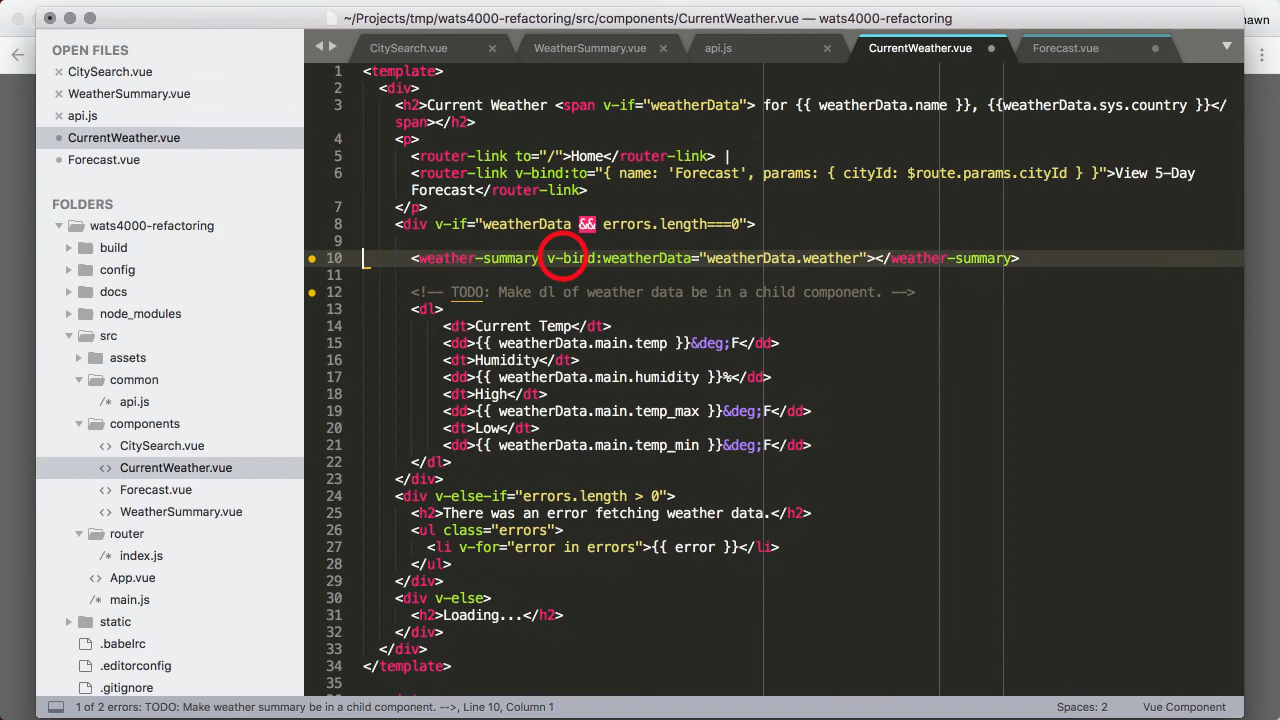 ~/Projects/tmp/wats4000-refactoring/src/components/CurrentWeather.vue — wats4000-refactoring
hawn
OPEN FILES
CitySearch.vue
WeatherSummary.vue
api.js
CurrentWeather.vue
Forecast.vue
FOLDERS
wats4000-refactoring
build
config
docs
node_modules
src
assets
common
api.js
components
CitySearch.vue
CurrentWeather.vue
Forecast.vue
WeatherSummary.vue
router
index.js
App.vue
main.js
static
.babelrc
.editorconfig
.gitignore
CitySearch.vue
WeatherSummary.vue
api.js
CurrentWeather.vue
Forecast.vue
1 <template>
2 <div>
3 <h2>Current Weather <span v-if="weatherData"> for {{ weatherData.name }}, {{weatherData.sys.country }}</
span></h2>
4 <p>
5 <router-link to="/">Home</router-link> |
6 <router-link v-bind:to="{ name: 'Forecast', params: { cityId: $route.params.cityId } }">View 5-Day
Forecast</router-link>
7 </p>
8 <div v-if="weatherData && errors.length===0">
9
10 <weather-summary v-bind:weatherData="weatherData.weather"></weather-summary>
11
12 <!-- TODO: Make dl of weather data be in a child component. -->
13 <dl>
14 <dt>Current Temp</dt>
15 <dd>{{ weatherData.main.temp }}&deg;F</dd>
16 <dt>Humidity</dt>
17 <dd>{{ weatherData.main.humidity }}%</dd>
18 <dt>High</dt>
19 <dd>{{ weatherData.main.temp_max }}&deg;F</dd>
20 <dt>Low</dt>
21 <dd>{{ weatherData.main.temp_min }}&deg;F</dd>
22 </dl>
23 </div>
24 <div v-else-if="errors.length > 0">
25 <h2>There was an error fetching weather data.</h2>
26 <ul class="errors">
27 <li v-for="error in errors">{{ error }}</li>
28 </ul>
29 </div>
30 <div v-else>
31 <h2>Loading...</h2>
32 </div>
33 </div>
34 </template>
35
1 of 2 errors: TODO: Make weather summary be in a child component. -->, Line 10, Column 1
Spaces: 2
Vue Component